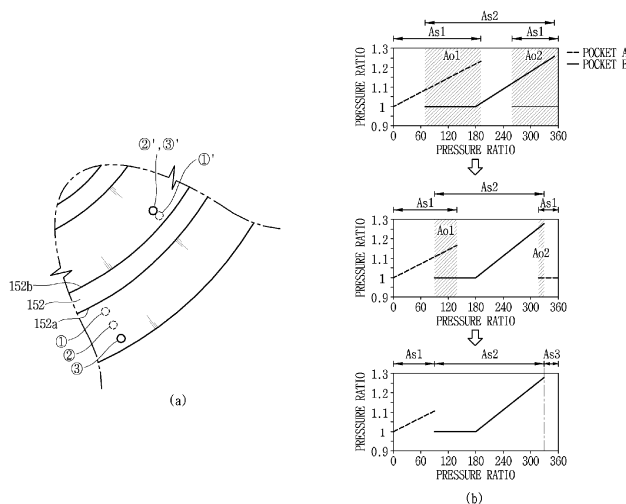 ②',③'
①'
152b
152
152a
①
②
③
(a)
As2
As1
As1
PRESSURE RATIO
1.3
1.2
1.1
1
0.9
Ao1
Ao2
POCKET A
POCKET B
0 60 120 180 240 300 360
PRESSURE RATIO
As2
As1
As1
PRESSURE RATIO
1.3
1.2
1.1
1
0.9
Ao1
Ao2
0 60 120 180 240 300 360
PRESSURE RATIO
As1
As2
As3
PRESSURE RATIO
1.3
1.2
1.1
1
0.9
0 60 120 180 240 300 360
PRESSURE RATIO
(b)